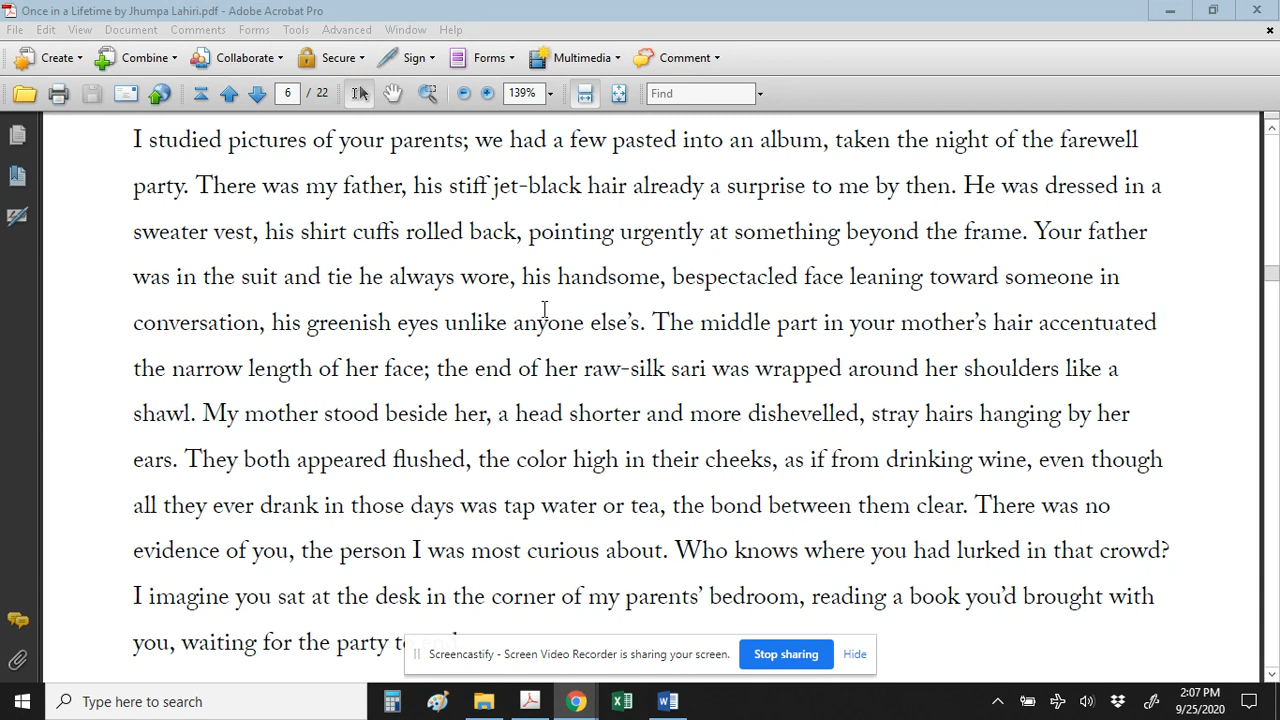 Once in a Lifetime by Jhumpa Lahiri.pdf - Adobe Acrobat Pro
File Edit View Document Comments Forms Tools Advanced Window Help
Create Combine Collaborate Secure Sign Forms Multimedia Comment
6 / 22 139% Find
I studied pictures of your parents; we had a few pasted into an album, taken the night of the farewell
party. There was my father, his stiff jet-black hair already a surprise to me by then. He was dressed in a
sweater vest, his shirt cuffs rolled back, pointing urgently at something beyond the frame. Your father
was in the suit and tie he always wore, his handsome, bespectacled face leaning toward someone in
conversation, his greenish eyes unlike anyone else’s. The middle part in your mother’s hair accentuated
the narrow length of her face; the end of her raw-silk sari was wrapped around her shoulders like a
shawl. My mother stood beside her, a head shorter and more dishevelled, stray hairs hanging by her
ears. They both appeared flushed, the color high in their cheeks, as if from drinking wine, even though
all they ever drank in those days was tap water or tea, the bond between them clear. There was no
evidence of you, the person I was most curious about. Who knows where you had lurked in that crowd?
I imagine you sat at the desk in the corner of my parents’ bedroom, reading a book you’d brought with
you, waiting for the party to end.
Screencastify - Screen Video Recorder is sharing your screen. Stop sharing Hide
Type here to search
2:07 PM
9/25/2020